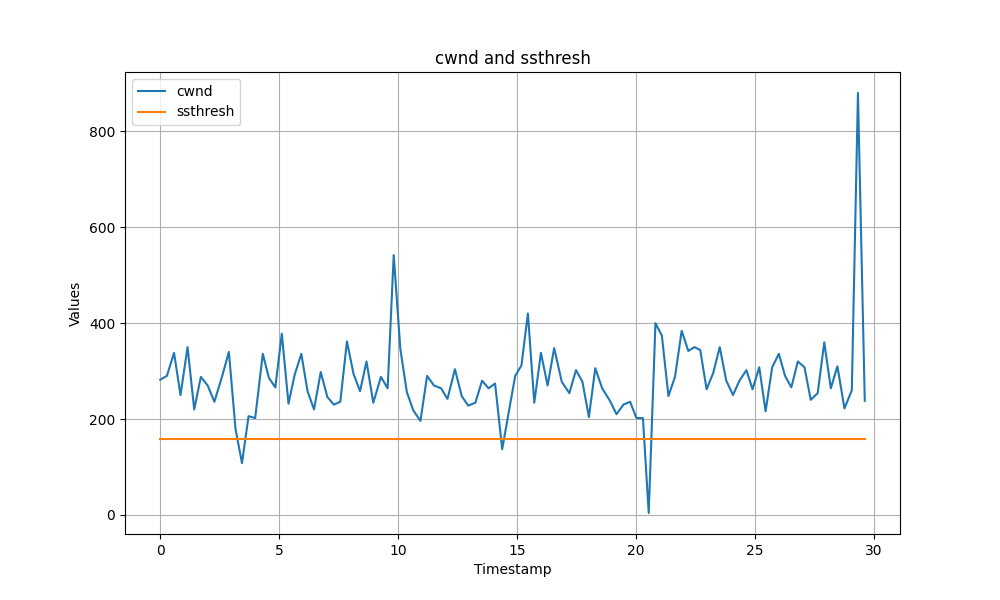 cwnd and ssthresh
cwnd
ssthresh
800
600
400
200
0
Values
0 5 10 15 20 25 30
Timestamp